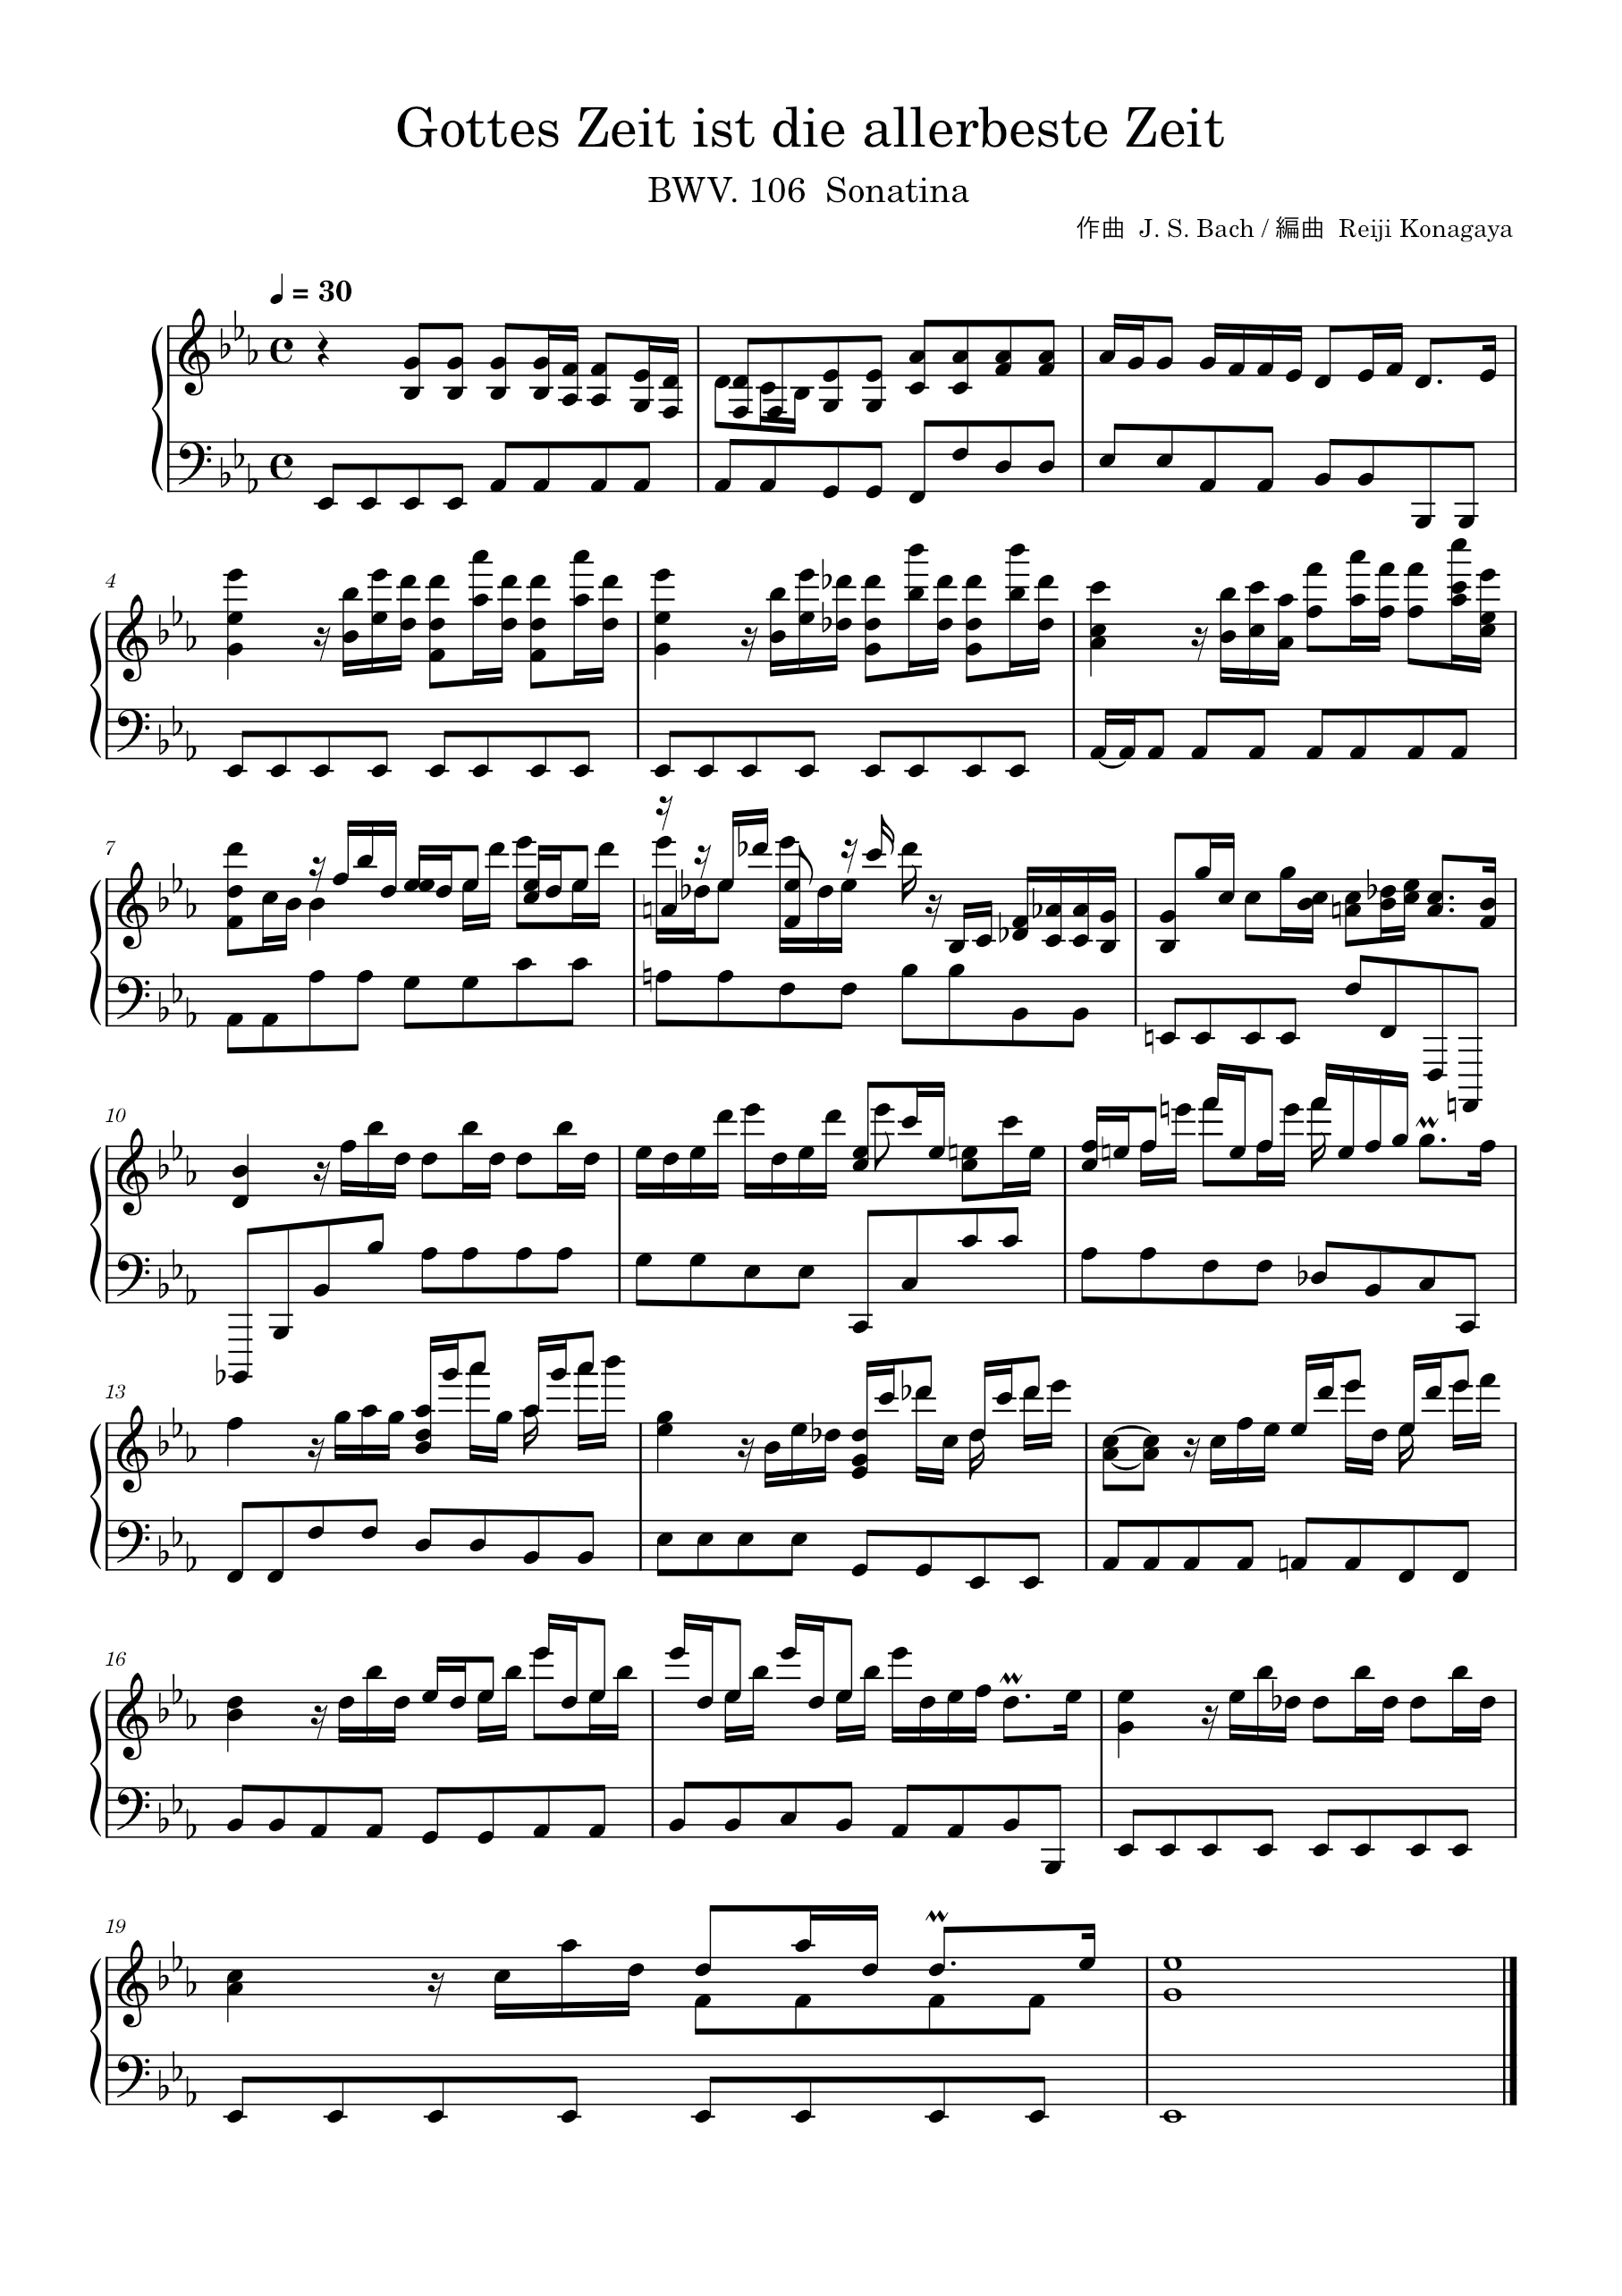 Gottes Zeit ist die allerbeste Zeit
BWV. 106 Sonatina
作曲 J. S. Bach / 編曲 Reiji Konagaya
= 30
4
7
10
13
16
19